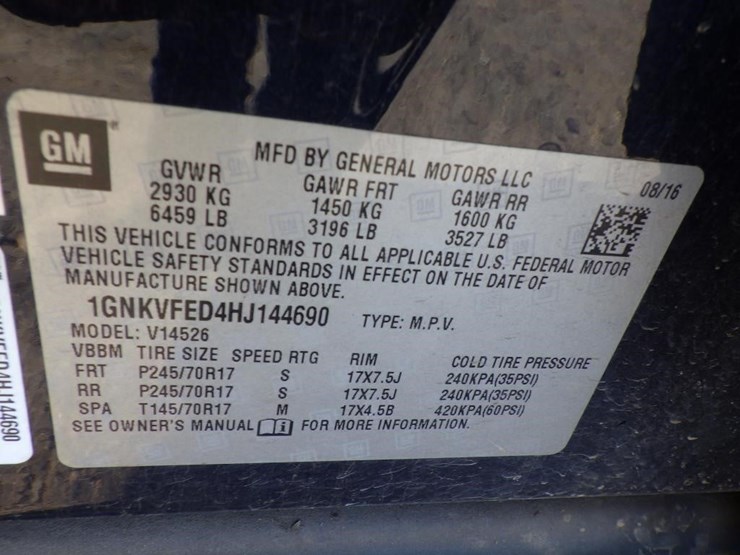 GM
MFD BY GENERAL MOTORS LLC
08/16
GVWR GAWR FRT GAWR RR
2930 KG 1450 KG 1600 KG
6459 LB 3196 LB 3527 LB
THIS VEHICLE CONFORMS TO ALL APPLICABLE U.S. FEDERAL MOTOR
VEHICLE SAFETY STANDARDS IN EFFECT ON THE DATE OF
MANUFACTURE SHOWN ABOVE.
1GNKVFED4HJ144690 TYPE: M.P.V.
MODEL: V14526
VBBM TIRE SIZE SPEED RTG RIM COLD TIRE PRESSURE
FRT P245/70R17 S 17X7.5J 240KPA(35PSI)
RR P245/70R17 S 17X7.5J 240KPA(35PSI)
SPA T145/70R17 M 17X4.5B 420KPA(60PSI)
SEE OWNER'S MANUAL FOR MORE INFORMATION.